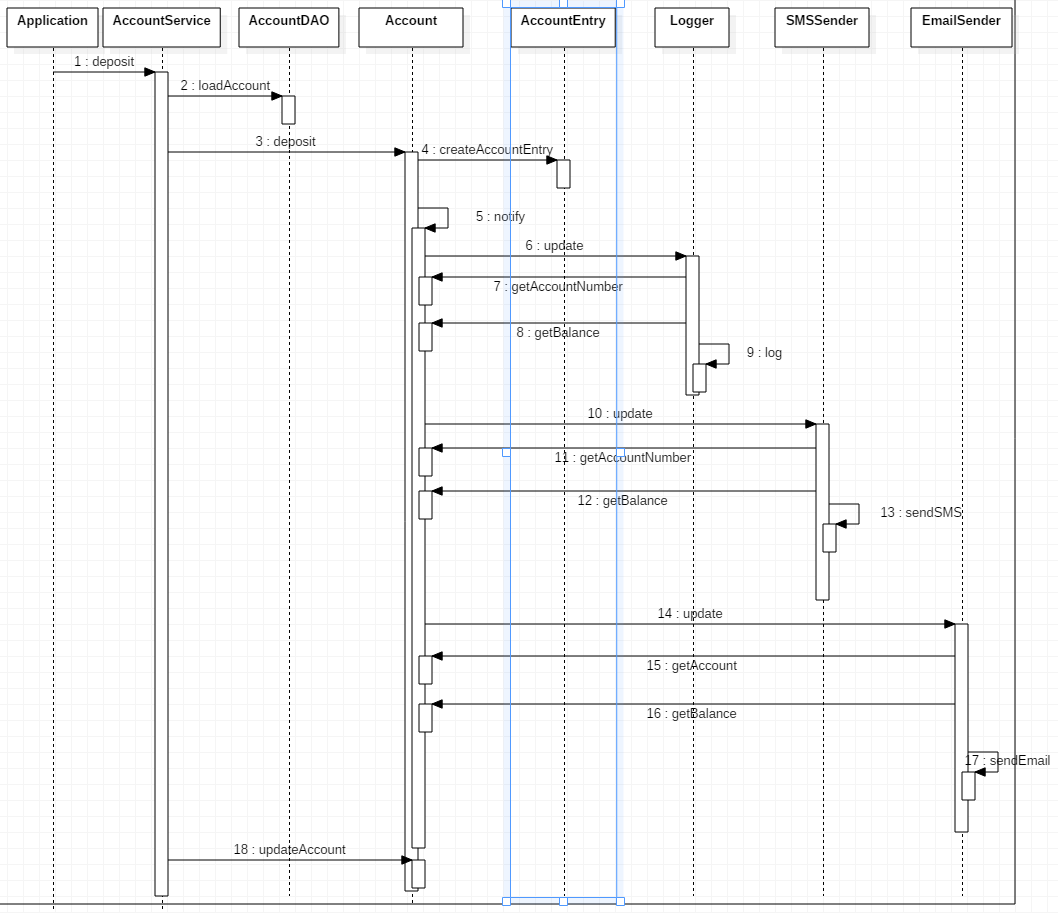 Application AccountService AccountDAO Account AccountEntry Logger SMSSender EmailSender
1 : deposit
2 : loadAccount
3 : deposit
4 : createAccountEntry
5 : notify
6 : update
7 : getAccountNumber
8 : getBalance
9 : log
10 : update
11 : getAccountNumber
12 : getBalance
13 : sendSMS
14 : update
15 : getAccount
16 : getBalance
17 : sendEmail
18 : updateAccount